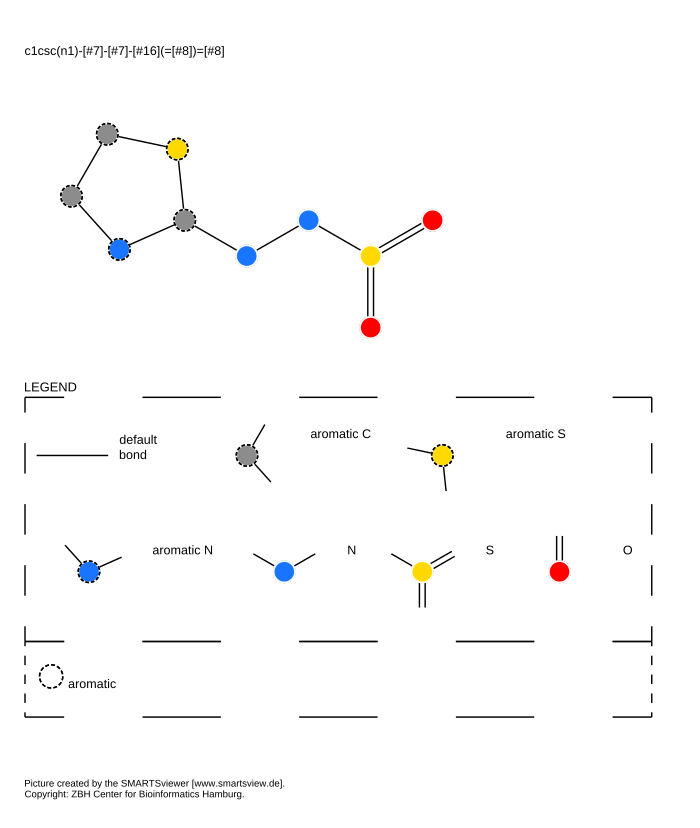 c1csc(n1)-[#7]-[#7]-[#16](=[#8])=[#8]
LEGEND
default
bond
aromatic C
aromatic S
aromatic N
N
S
O
aromatic
Picture created by the SMARTSviewer [www.smartsview.de].
Copyright: ZBH Center for Bioinformatics Hamburg.